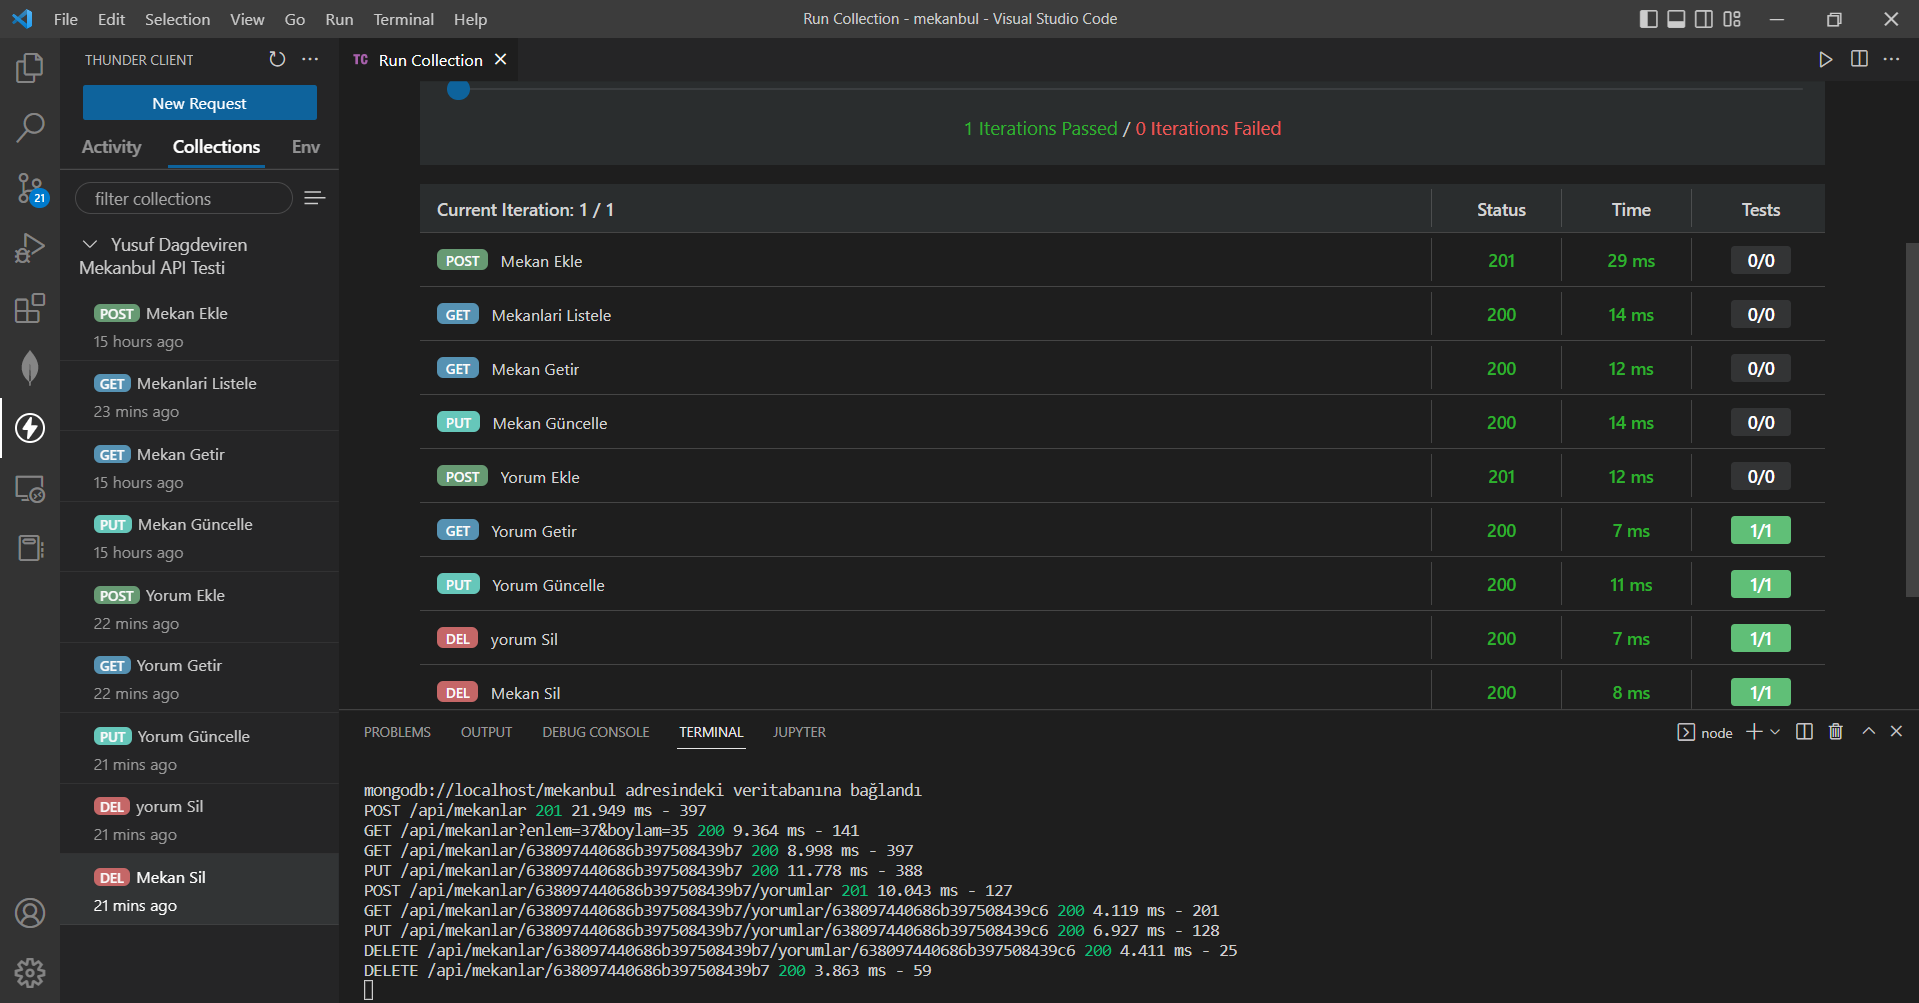 File Edit Selection View Go Run Terminal Help
Run Collection - mekanbul - Visual Studio Code
THUNDER CLIENT
New Request
Activity Collections Env
filter collections
21
Yusuf Dagdeviren
Mekanbul API Testi
POST Mekan Ekle
15 hours ago
GET Mekanlari Listele
23 mins ago
GET Mekan Getir
15 hours ago
PUT Mekan Güncelle
15 hours ago
POST Yorum Ekle
22 mins ago
GET Yorum Getir
22 mins ago
PUT Yorum Güncelle
21 mins ago
DEL yorum Sil
21 mins ago
DEL Mekan Sil
21 mins ago
TC Run Collection
1 Iterations Passed / 0 Iterations Failed
Current Iteration: 1 / 1 Status Time Tests
POST Mekan Ekle 201 29 ms 0/0
GET Mekanlari Listele 200 14 ms 0/0
GET Mekan Getir 200 12 ms 0/0
PUT Mekan Güncelle 200 14 ms 0/0
POST Yorum Ekle 201 12 ms 0/0
GET Yorum Getir 200 7 ms 1/1
PUT Yorum Güncelle 200 11 ms 1/1
DEL yorum Sil 200 7 ms 1/1
DEL Mekan Sil 200 8 ms 1/1
PROBLEMS OUTPUT DEBUG CONSOLE TERMINAL JUPYTER
node
mongodb://localhost/mekanbul adresindeki veritabanına bağlandı
POST /api/mekanlar 201 21.949 ms - 397
GET /api/mekanlar?enlem=37&boylam=35 200 9.364 ms - 141
GET /api/mekanlar/638097440686b397508439b7 200 8.998 ms - 397
PUT /api/mekanlar/638097440686b397508439b7 200 11.778 ms - 388
POST /api/mekanlar/638097440686b397508439b7/yorumlar 201 10.043 ms - 127
GET /api/mekanlar/638097440686b397508439b7/yorumlar/638097440686b397508439c6 200 4.119 ms - 201
PUT /api/mekanlar/638097440686b397508439b7/yorumlar/638097440686b397508439c6 200 6.927 ms - 128
DELETE /api/mekanlar/638097440686b397508439b7/yorumlar/638097440686b397508439c6 200 4.411 ms - 25
DELETE /api/mekanlar/638097440686b397508439b7 200 3.863 ms - 59